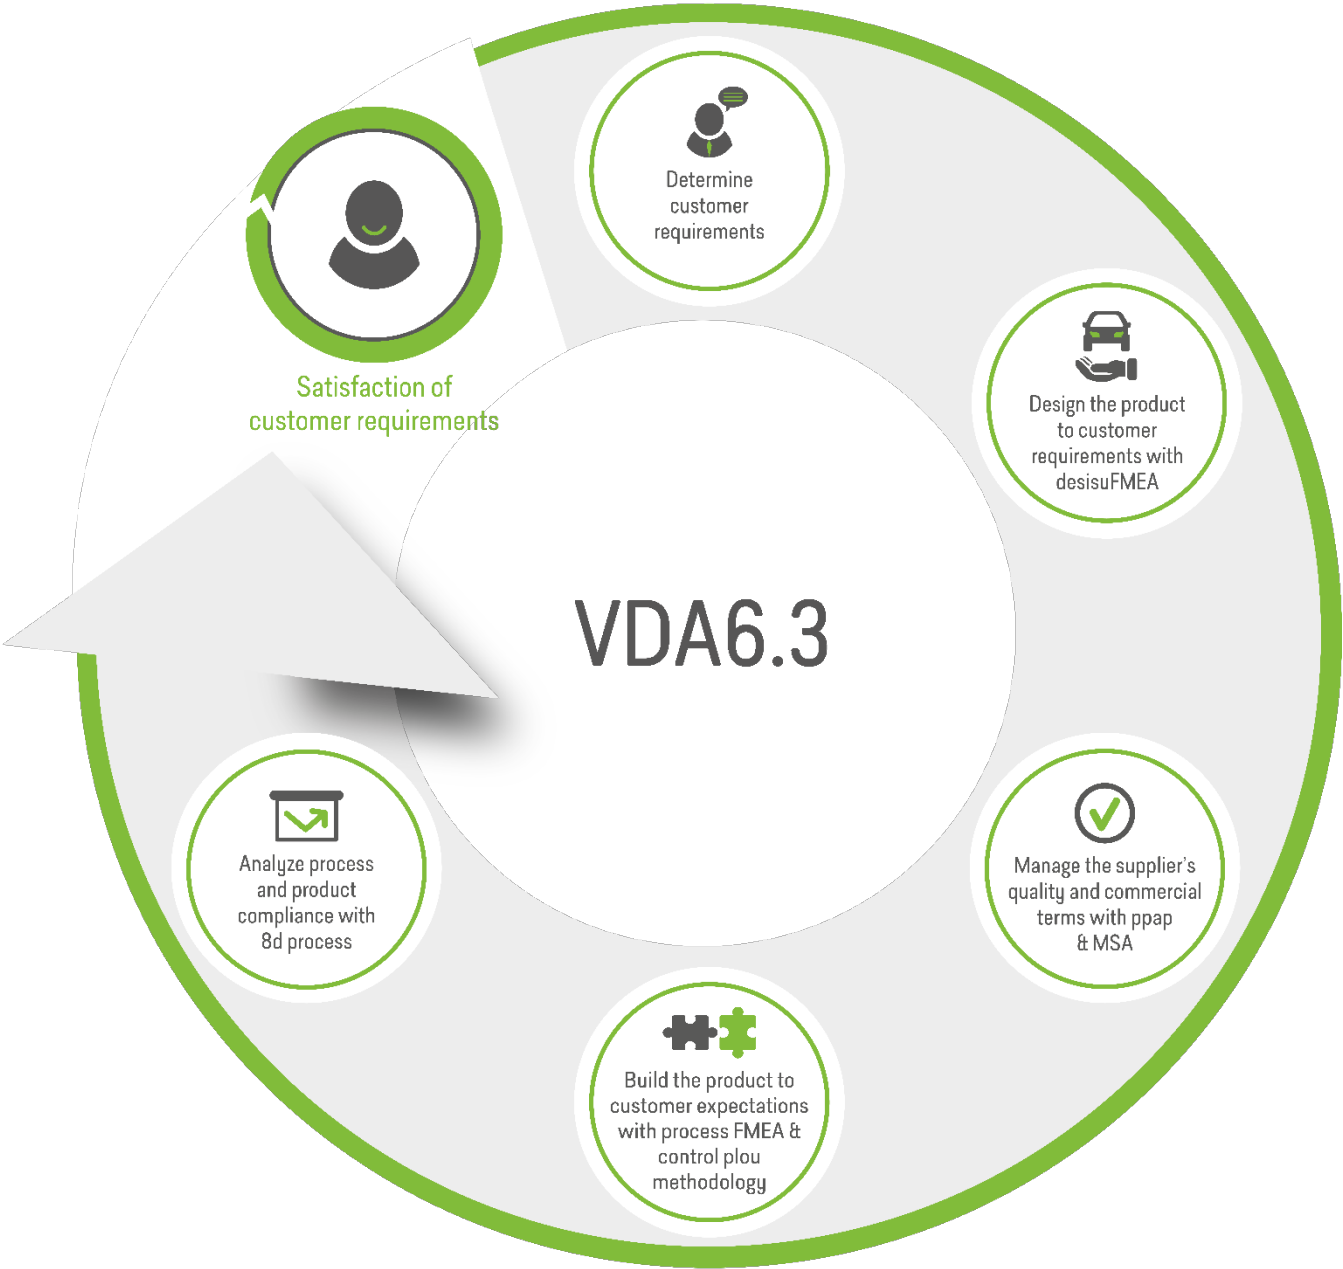 Determine
customer
requirements
Design the product
to customer
requirements with
desisuFMEA
Manage the supplier's
quality and commercial
terms with ppap
& MSA
Build the product to
customer expectations
with process FMEA &
control plou
methodology
Analyze process
and product
compliance with
8d process
Satisfaction of
customer requirements
VDA6.3